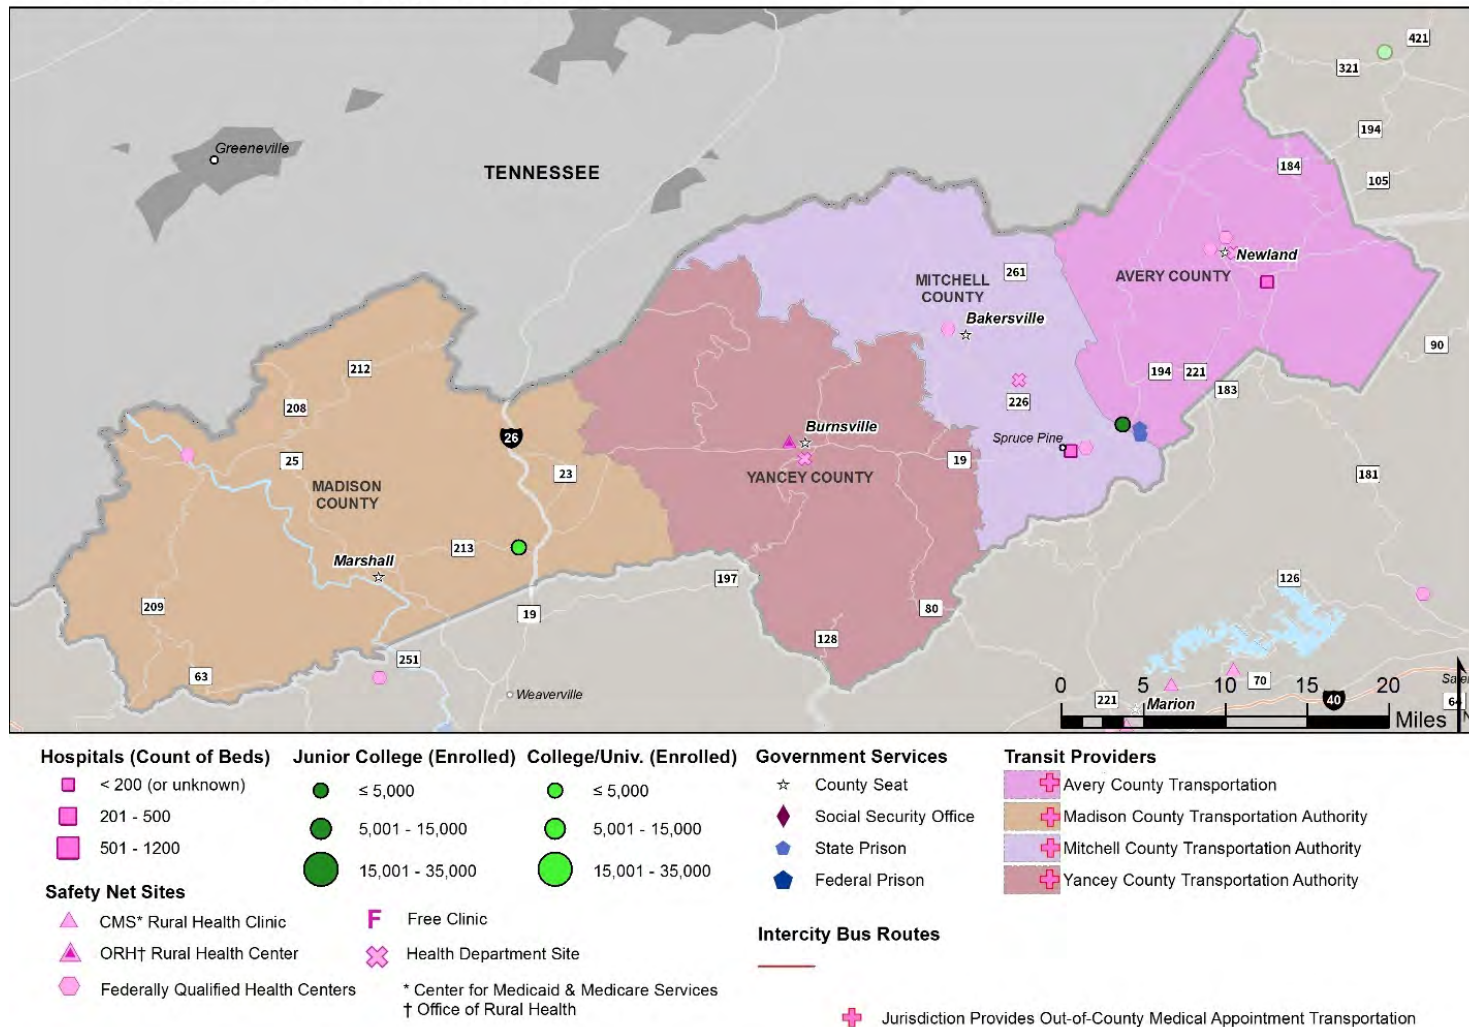 421
321
Greeneville
194
TENNESSEE
184
105
Newland
261
AVERY COUNTY
MITCHELL
COUNTY
Bakersville
90
212
194
221
183
226
208
Burnsville
26
Spruce Pine
25
19
23
YANCEY COUNTY
181
MADISON
COUNTY
213
Marshall
197
126
209
19
80
128
251
63
Weaverville
0 5 10 15 20
Miles
70
221
Marion
40
64
Hospitals (Count of Beds)
< 200 (or unknown)
201 - 500
501 - 1200
Junior College (Enrolled)
≤ 5,000
5,001 - 15,000
15,001 - 35,000
College/Univ. (Enrolled)
≤ 5,000
5,001 - 15,000
15,001 - 35,000
Government Services
County Seat
Social Security Office
State Prison
Federal Prison
Transit Providers
Avery County Transportation
Madison County Transportation Authority
Mitchell County Transportation Authority
Yancey County Transportation Authority
Safety Net Sites
CMS* Rural Health Clinic
ORH† Rural Health Center
Federally Qualified Health Centers
F Free Clinic
Health Department Site
* Center for Medicaid & Medicare Services
† Office of Rural Health
Intercity Bus Routes
Jurisdiction Provides Out-of-County Medical Appointment Transportation